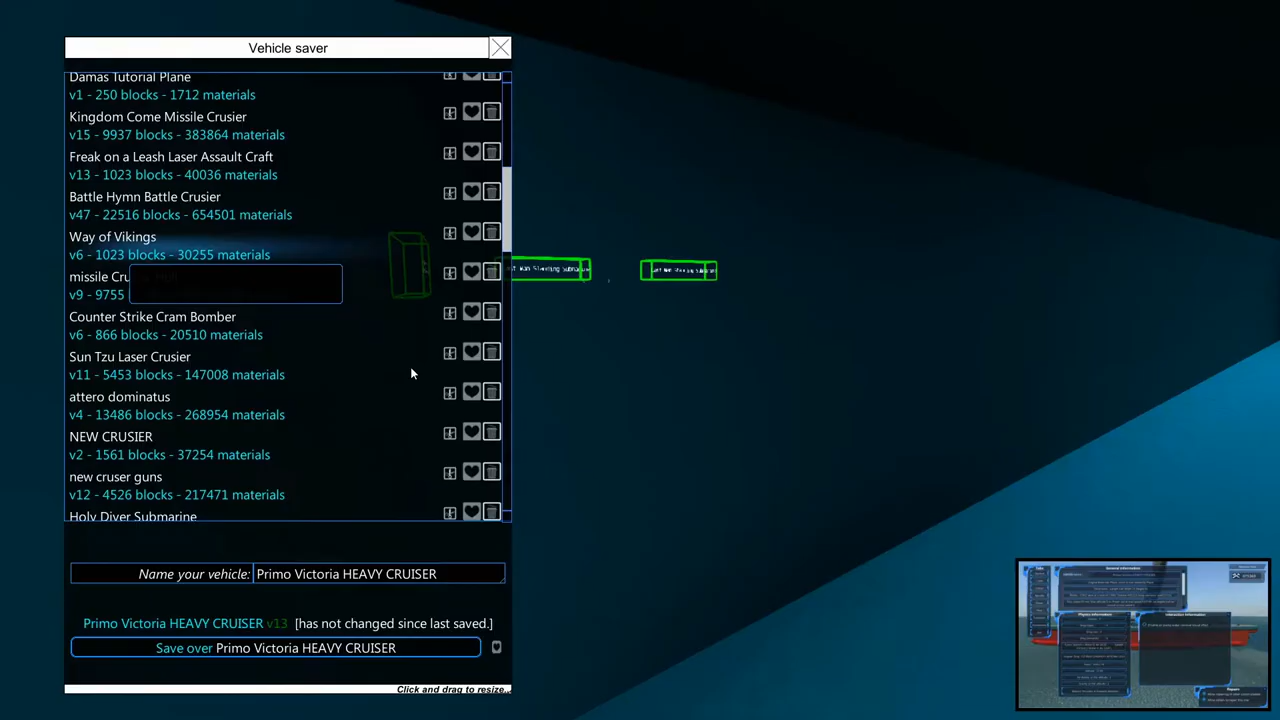 Vehicle saver
Damas Tutorial Plane
v1 - 250 blocks - 1712 materials
Kingdom Come Missile Crusier
v15 - 9937 blocks - 383864 materials
Freak on a Leash Laser Assault Craft
v13 - 1023 blocks - 40036 materials
Battle Hymn Battle Crusier
v47 - 22516 blocks - 654501 materials
Way of Vikings
v6 - 1023 blocks - 30255 materials
missile Cru
v9 - 9755
Counter Strike Cram Bomber
v6 - 866 blocks - 20510 materials
Sun Tzu Laser Crusier
v11 - 5453 blocks - 147008 materials
attero dominatus
v4 - 13486 blocks - 268954 materials
NEW CRUSIER
v2 - 1561 blocks - 37254 materials
new cruser guns
v12 - 4526 blocks - 217471 materials
Holy Diver Submarine
Name your vehicle: Primo Victoria HEAVY CRUISER
Primo Victoria HEAVY CRUISER v13 [has not changed since last saved.]
Save over Primo Victoria HEAVY CRUISER
Click and drag to resize...